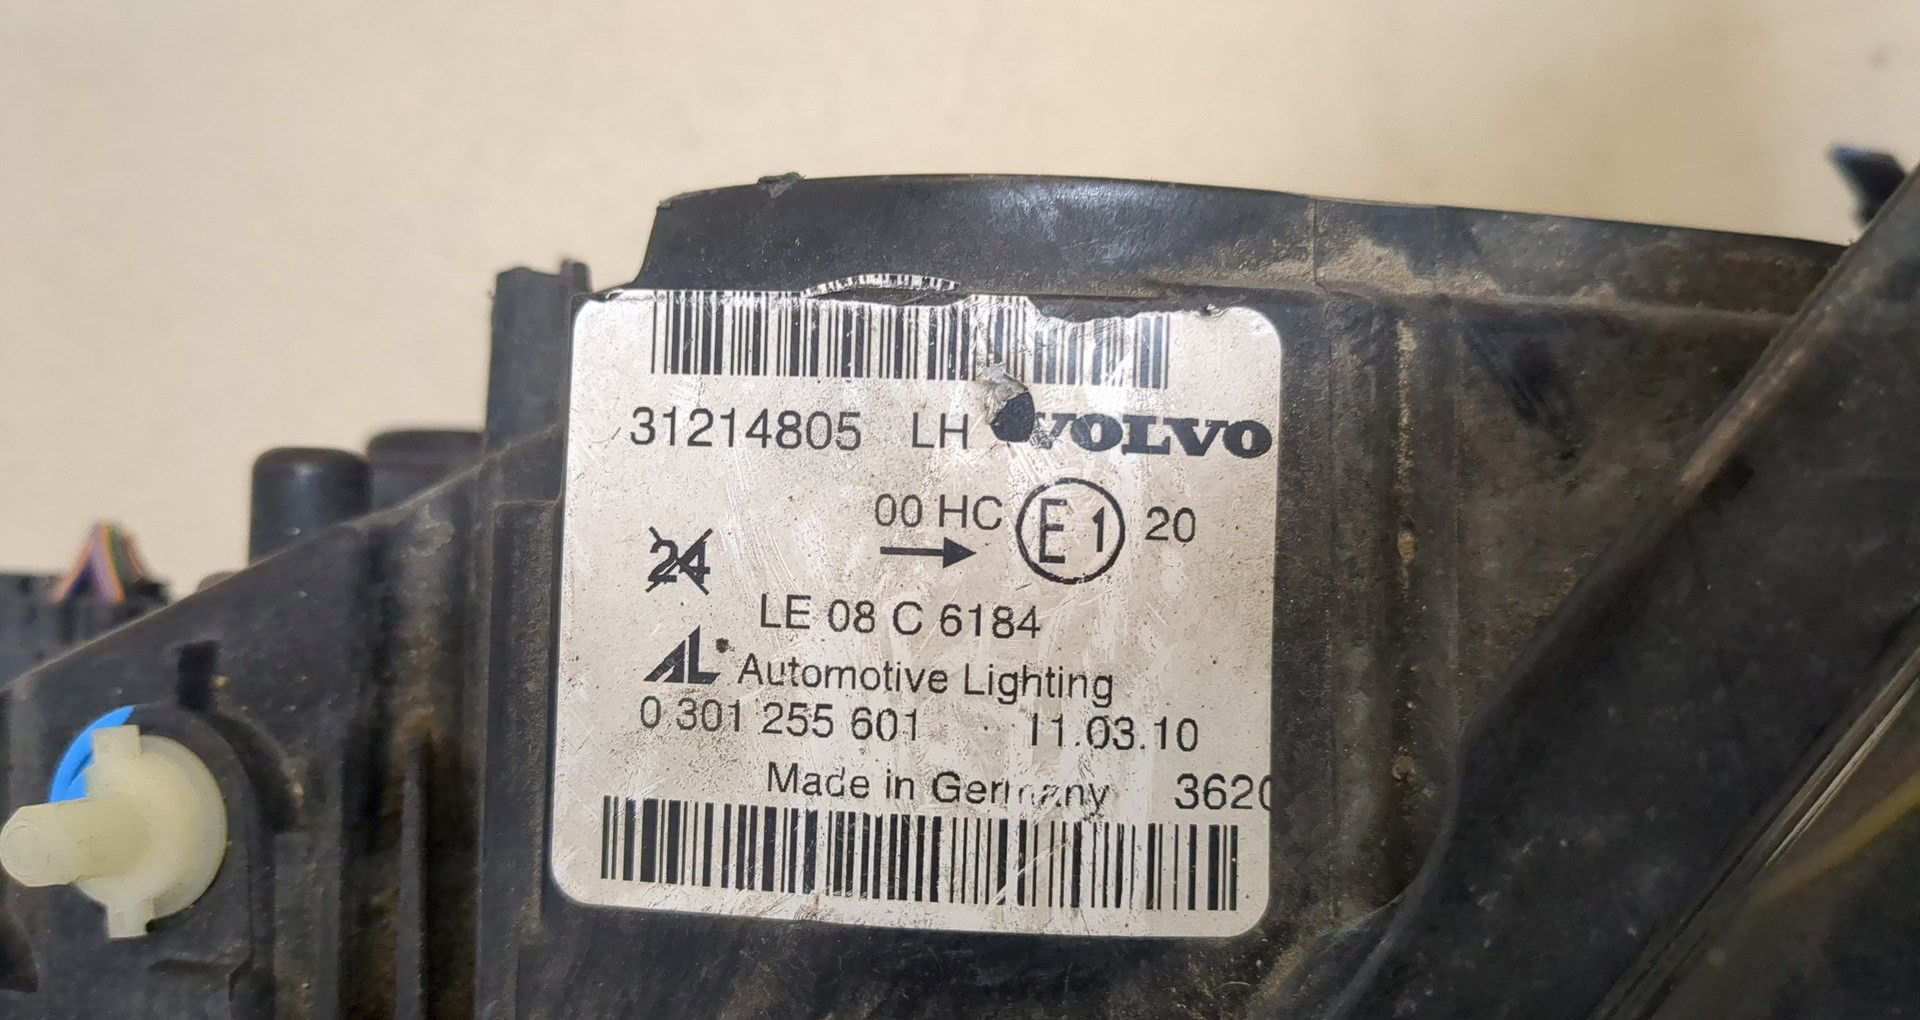 31214805 LH VOLVO
00 HC E1 20
24
LE 08 C 6184
AL Automotive Lighting
0 301 255 601 11.03.10
Made in Germany 3620